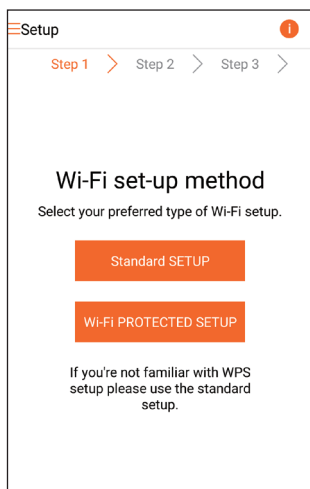 Setup
i
Step 1 Step 2 Step 3
Wi-Fi set-up method
Select your preferred type of Wi-Fi setup.
Standard SETUP
Wi-Fi PROTECTED SETUP
If you're not familiar with WPS
setup please use the standard
setup.